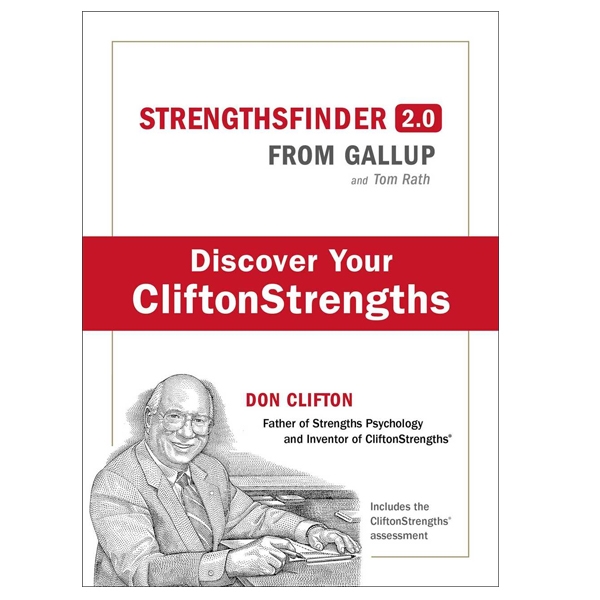 STRENGTHSFINDER 2.0
FROM GALLUP
and Tom Rath
Discover Your
CliftonStrengths
DON CLIFTON
Father of Strengths Psychology
and Inventor of CliftonStrengths®
Includes the
CliftonStrengths®
assessment